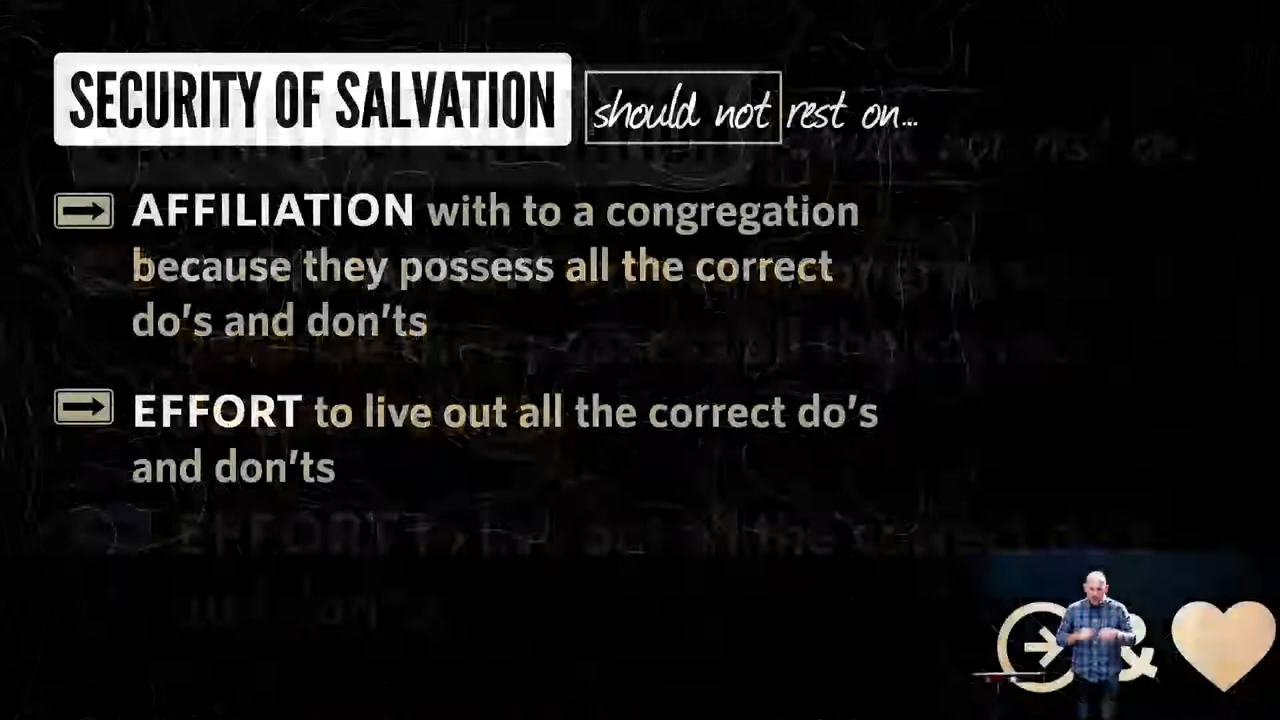 SECURITY OF SALVATION should not rest on...
AFFILIATION with to a congregation
because they possess all the correct
do's and don'ts
EFFORT to live out all the correct do's
and don'ts
&